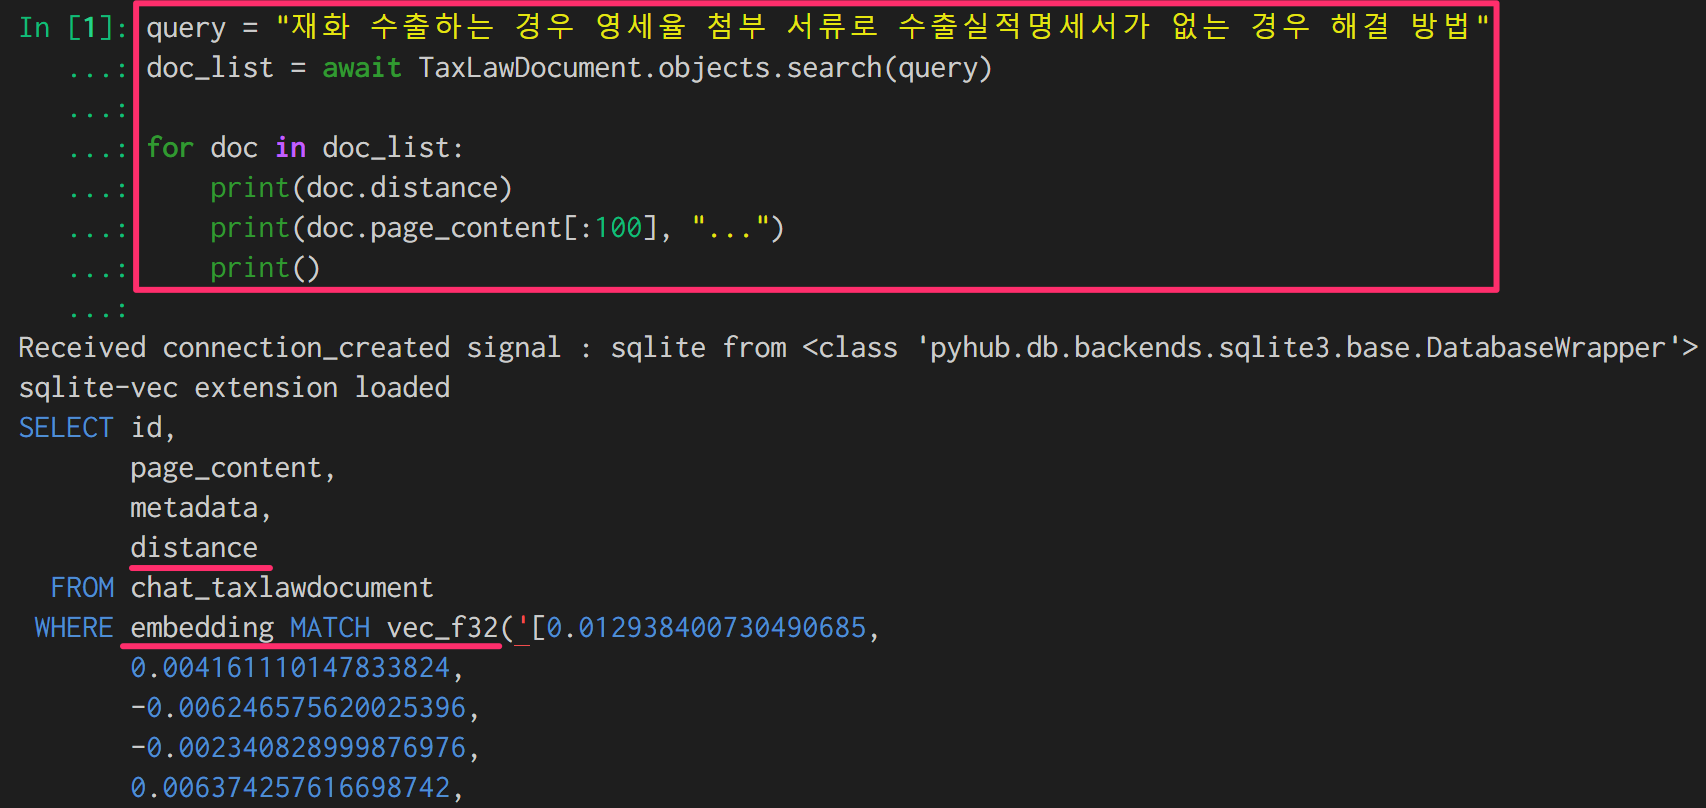 In [1]: query = "재화 수출하는 경우 영세율 첨부 서류로 수출실적명세서가 없는 경우 해결 방법"
...: doc_list = await TaxLawDocument.objects.search(query)
...:
...: for doc in doc_list:
...:     print(doc.distance)
...:     print(doc.page_content[:100], "...")
...:     print()
...:
Received connection_created signal : sqlite from <class 'pyhub.db.backends.sqlite3.base.DatabaseWrapper'>
sqlite-vec extension loaded
SELECT id,
       page_content,
       metadata,
       distance
  FROM chat_taxlawdocument
 WHERE embedding MATCH vec_f32('[0.012938400730490685,
       0.004161110147833824,
       -0.006246575620025396,
       -0.002340828999876976,
       0.006374257616698742,